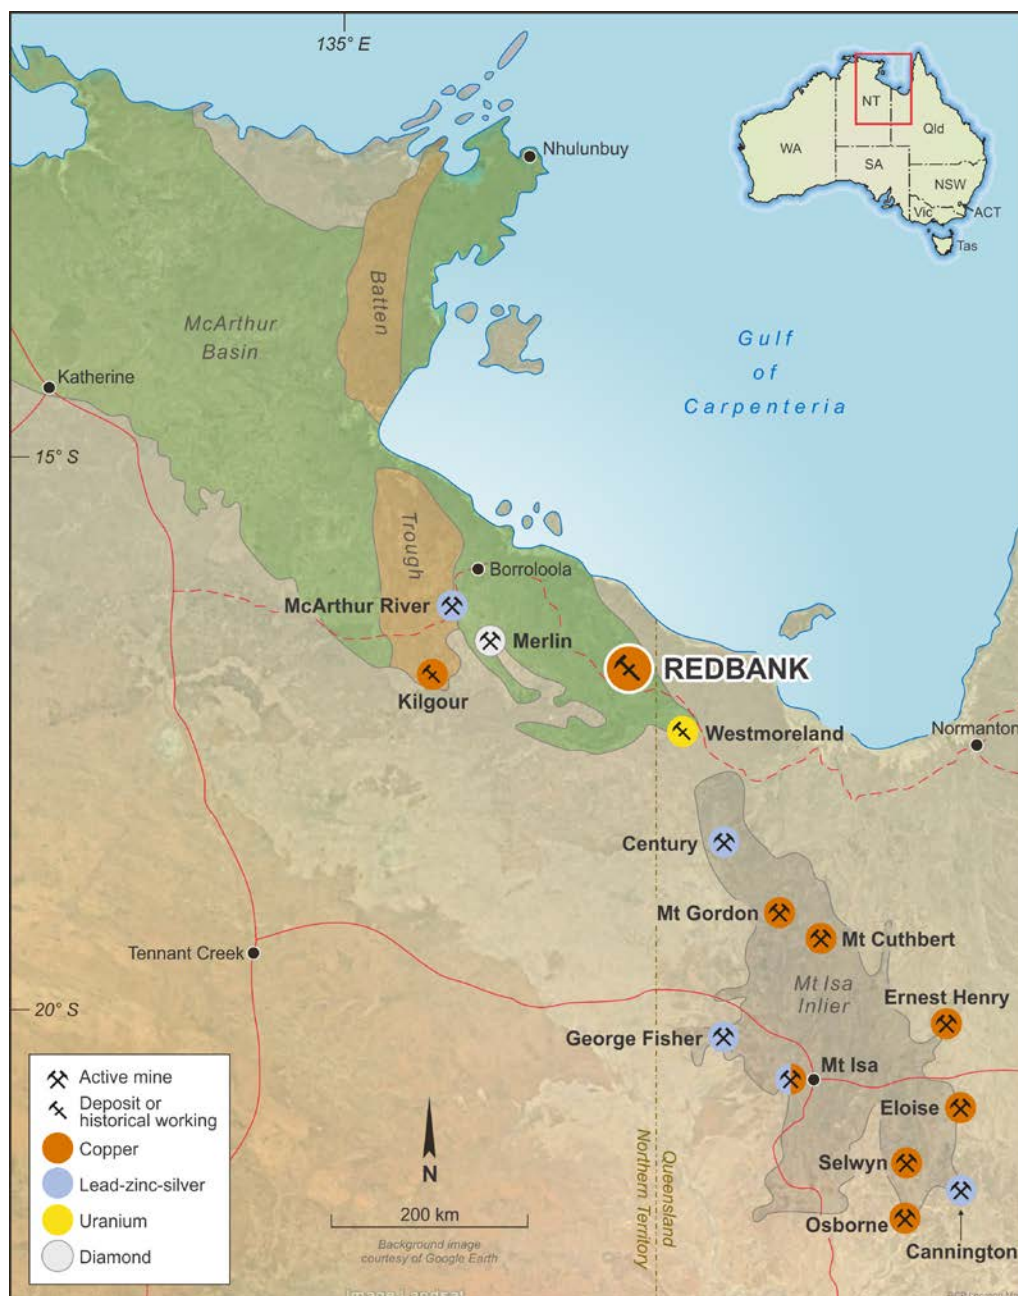 135° E
NT
WA
Qld
SA
NSW
Vic
ACT
Tas
Nhulunbuy
Batten
McArthur
Basin
Gulf
of
Carpenteria
Katherine
15° S
Trough
Borroloola
McArthur River
Merlin
REDBANK
Kilgour
Westmoreland
Normanton
Century
Mt Gordon
Mt Cuthbert
Tennant Creek
Mt Isa
Inlier
Ernest Henry
20° S
George Fisher
Mt Isa
Eloise
Selwyn
Osborne
Cannington
Queensland
Northern Territory
Active mine
Deposit or
historical working
Copper
Lead-zinc-silver
Uranium
Diamond
N
200 km
Background image
courtesy of Google Earth